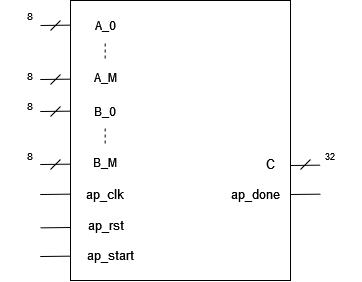 8 A_0
8 A_M
8 B_0
8 B_M
C 32
ap_clk ap_done
ap_rst
ap_start